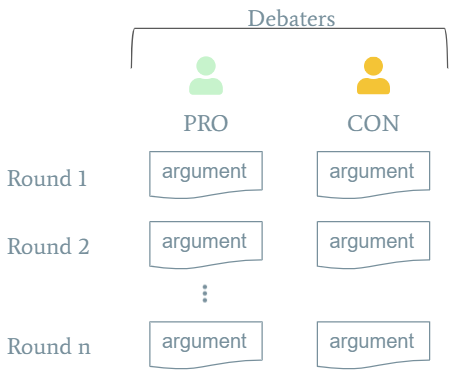 Debaters
PRO CON
Round 1 argument argument
Round 2 argument argument
Round n argument argument